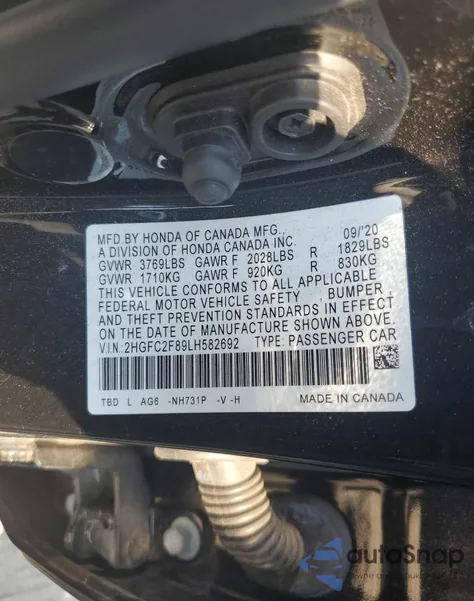 MFD.BY HONDA OF CANADA MFG., 09/'20
A DIVISION OF HONDA CANADA INC.
GVWR 3769LBS GAWR F 2028LBS R 1829LBS
GVWR 1710KG GAWR F 920KG R 830KG
THIS VEHICLE CONFORMS TO ALL APPLICABLE
FEDERAL MOTOR VEHICLE SAFETY , BUMPER ,
AND THEFT PREVENTION STANDARDS IN EFFECT
ON THE DATE OF MANUFACTURE SHOWN ABOVE.
V.I.N.:2HGFC2F89LH582692 TYPE: PASSENGER CAR
TBD L AG6 -NH731P -V -H MADE IN CANADA
autoSnap